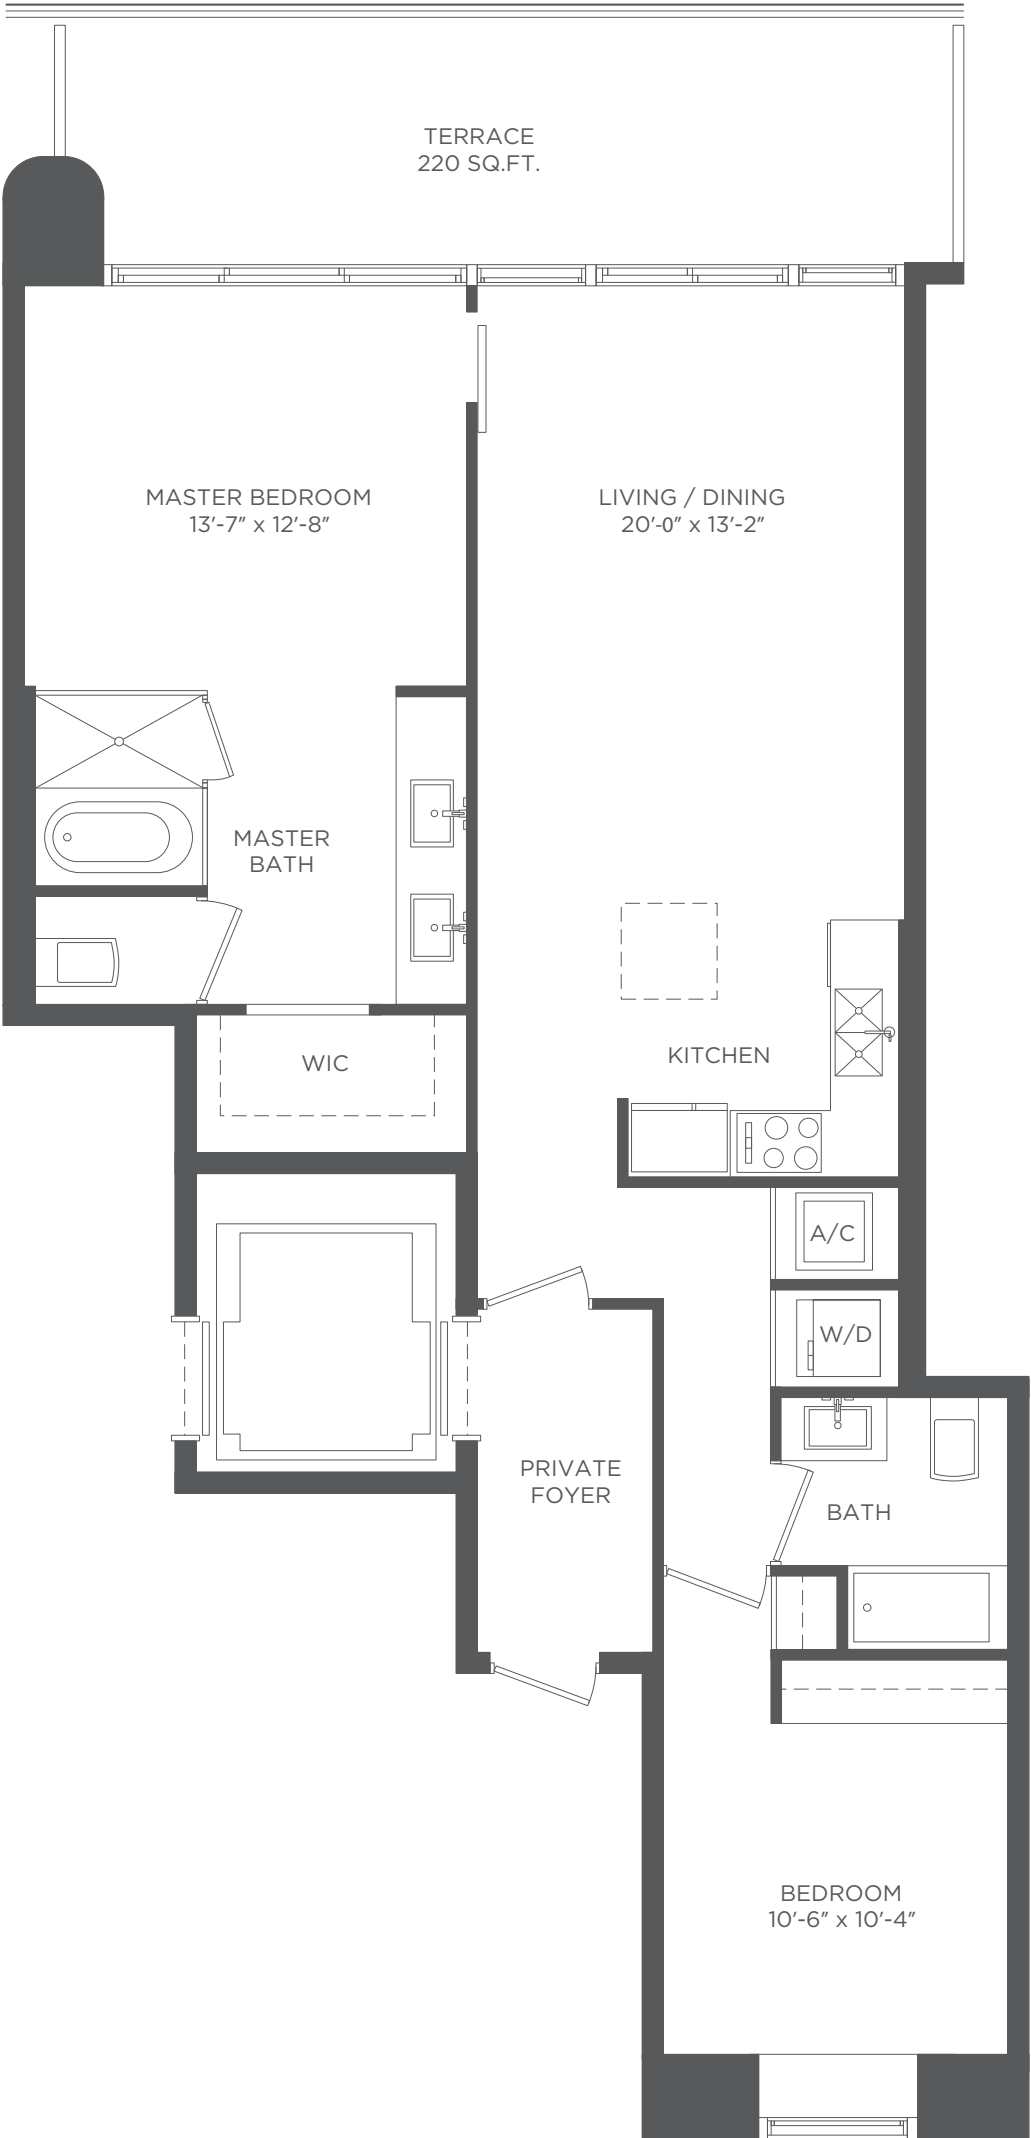 TERRACE
220 SQ.FT.
MASTER BEDROOM
13'-7" x 12'-8"
LIVING / DINING
20'-0" x 13'-2"
MASTER
BATH
KITCHEN
WIC
A/C
W/D
PRIVATE
FOYER
BATH
BEDROOM
10'-6" x 10'-4"